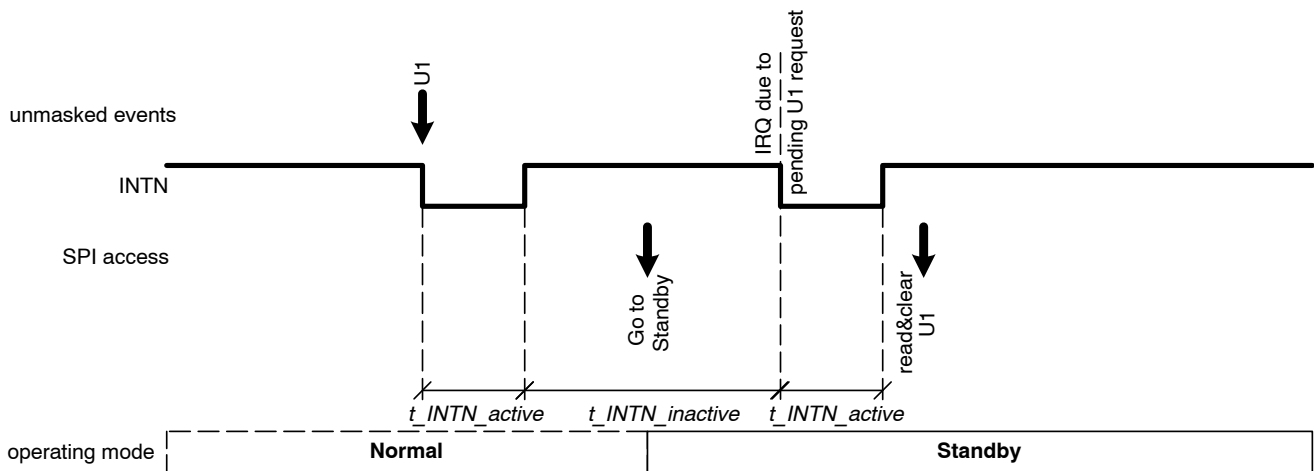 U1
IRQ due to
pending U1 request
unmasked events
INTN
SPI access
Go to
Standby
read&clear
U1
t_INTN_active
t_INTN_inactive
t_INTN_active
operating mode
Normal
Standby